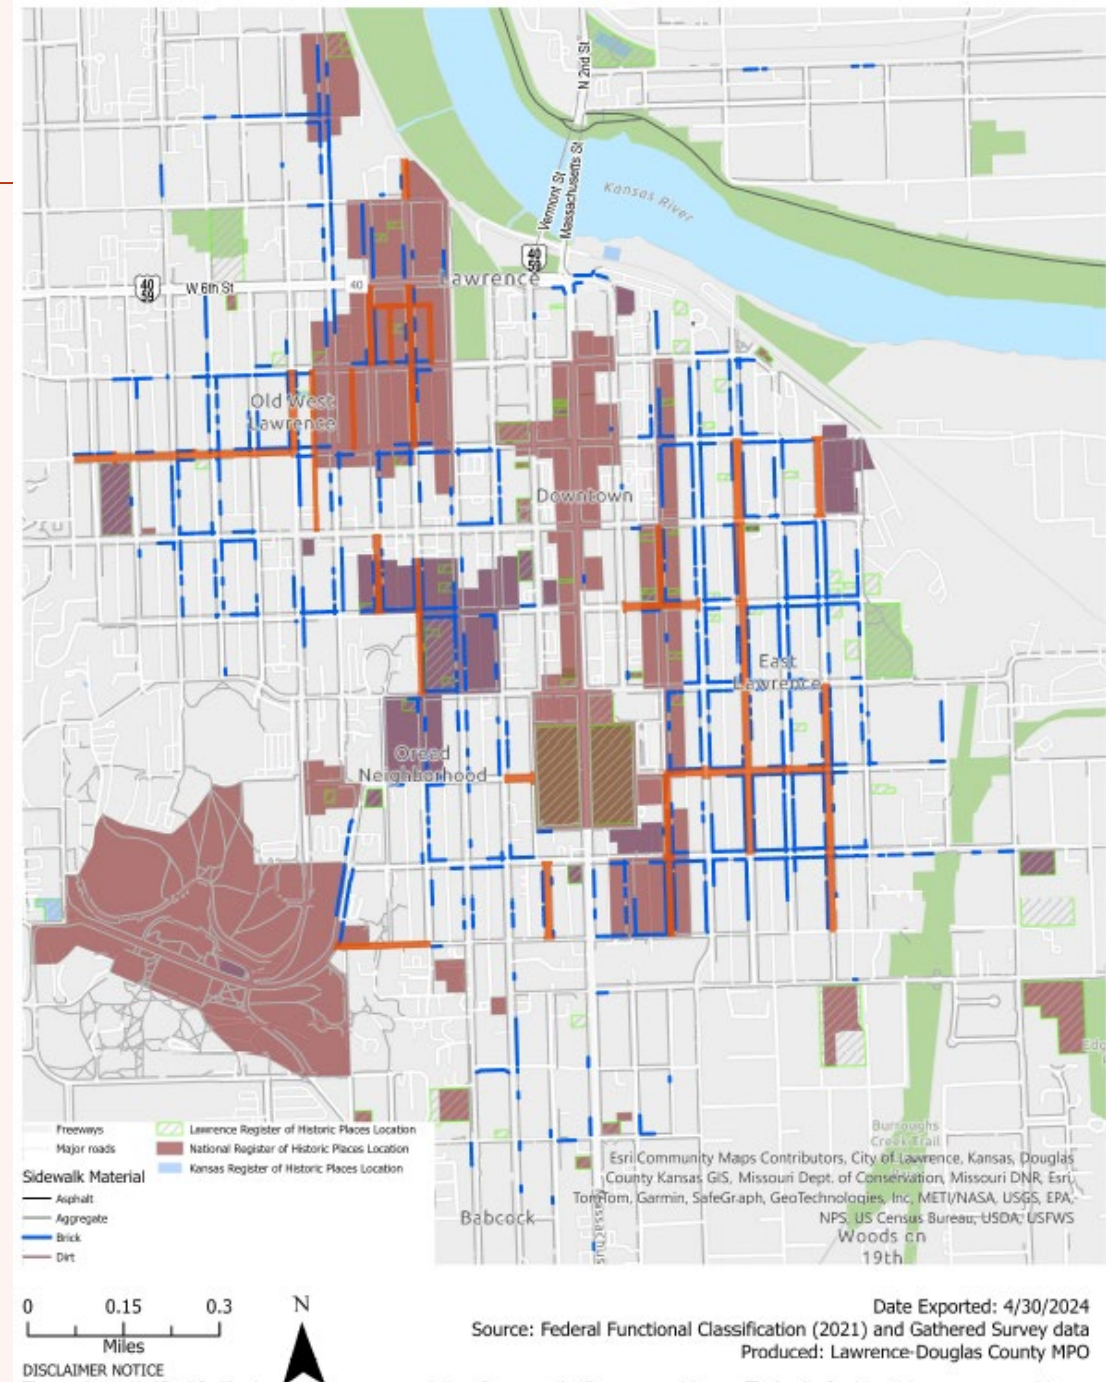 N 2nd St
Vermont St
Massachusetts St
Kansas River
40
59
W 6th St
40
Lawrence
40
59
Old West
Lawrence
Downtown
East
Lawrence
Oread
Neighborhood
Burroughs
Creek Trail
Babcock
Woods on
19th
Freeways
Major roads
Lawrence Register of Historic Places Location
National Register of Historic Places Location
Kansas Register of Historic Places Location
Sidewalk Material
Asphalt
Aggregate
Brick
Dirt
Esri Community Maps Contributors, City of Lawrence, Kansas, Douglas
County Kansas GIS, Missouri Dept. of Conservation, Missouri DNR, Esri,
TomTom, Garmin, SafeGraph, GeoTechnologies, Inc, METI/NASA, USGS, EPA,
NPS, US Census Bureau, USDA, USFWS
0 0.15 0.3
Miles
N
Date Exported: 4/30/2024
Source: Federal Functional Classification (2021) and Gathered Survey data
Produced: Lawrence-Douglas County MPO
DISCLAIMER NOTICE